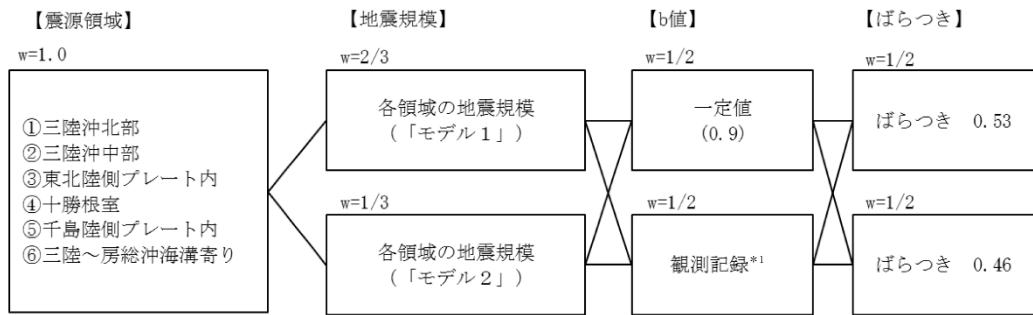 【震源領域】
【地震規模】
【b値】
【ばらつき】
w=1.0
w=2/3
w=1/2
w=1/2
①三陸沖北部
②三陸沖中部
③東北陸側プレート内
④十勝根室
⑤千島陸側プレート内
⑥三陸～房総沖海溝寄り
各領域の地震規模
(「モデル１」)
一定値
(0.9)
ばらつき 0.53
w=1/3
w=1/2
w=1/2
各領域の地震規模
(「モデル２」)
観測記録*1
ばらつき 0.46